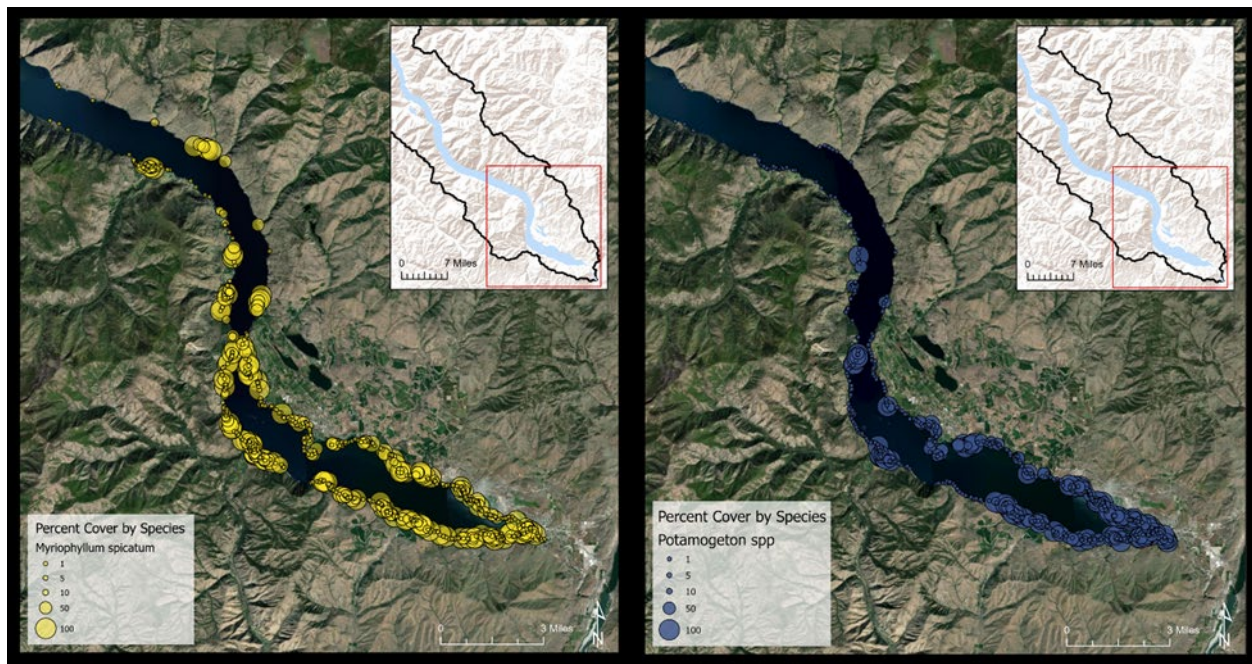 0 7 Miles
Percent Cover by Species
Myriophyllum spicatum
1
5
10
50
100
0 3 Miles
N
0 7 Miles
Percent Cover by Species
Potamogeton spp
1
5
10
50
100
0 3 Miles
N